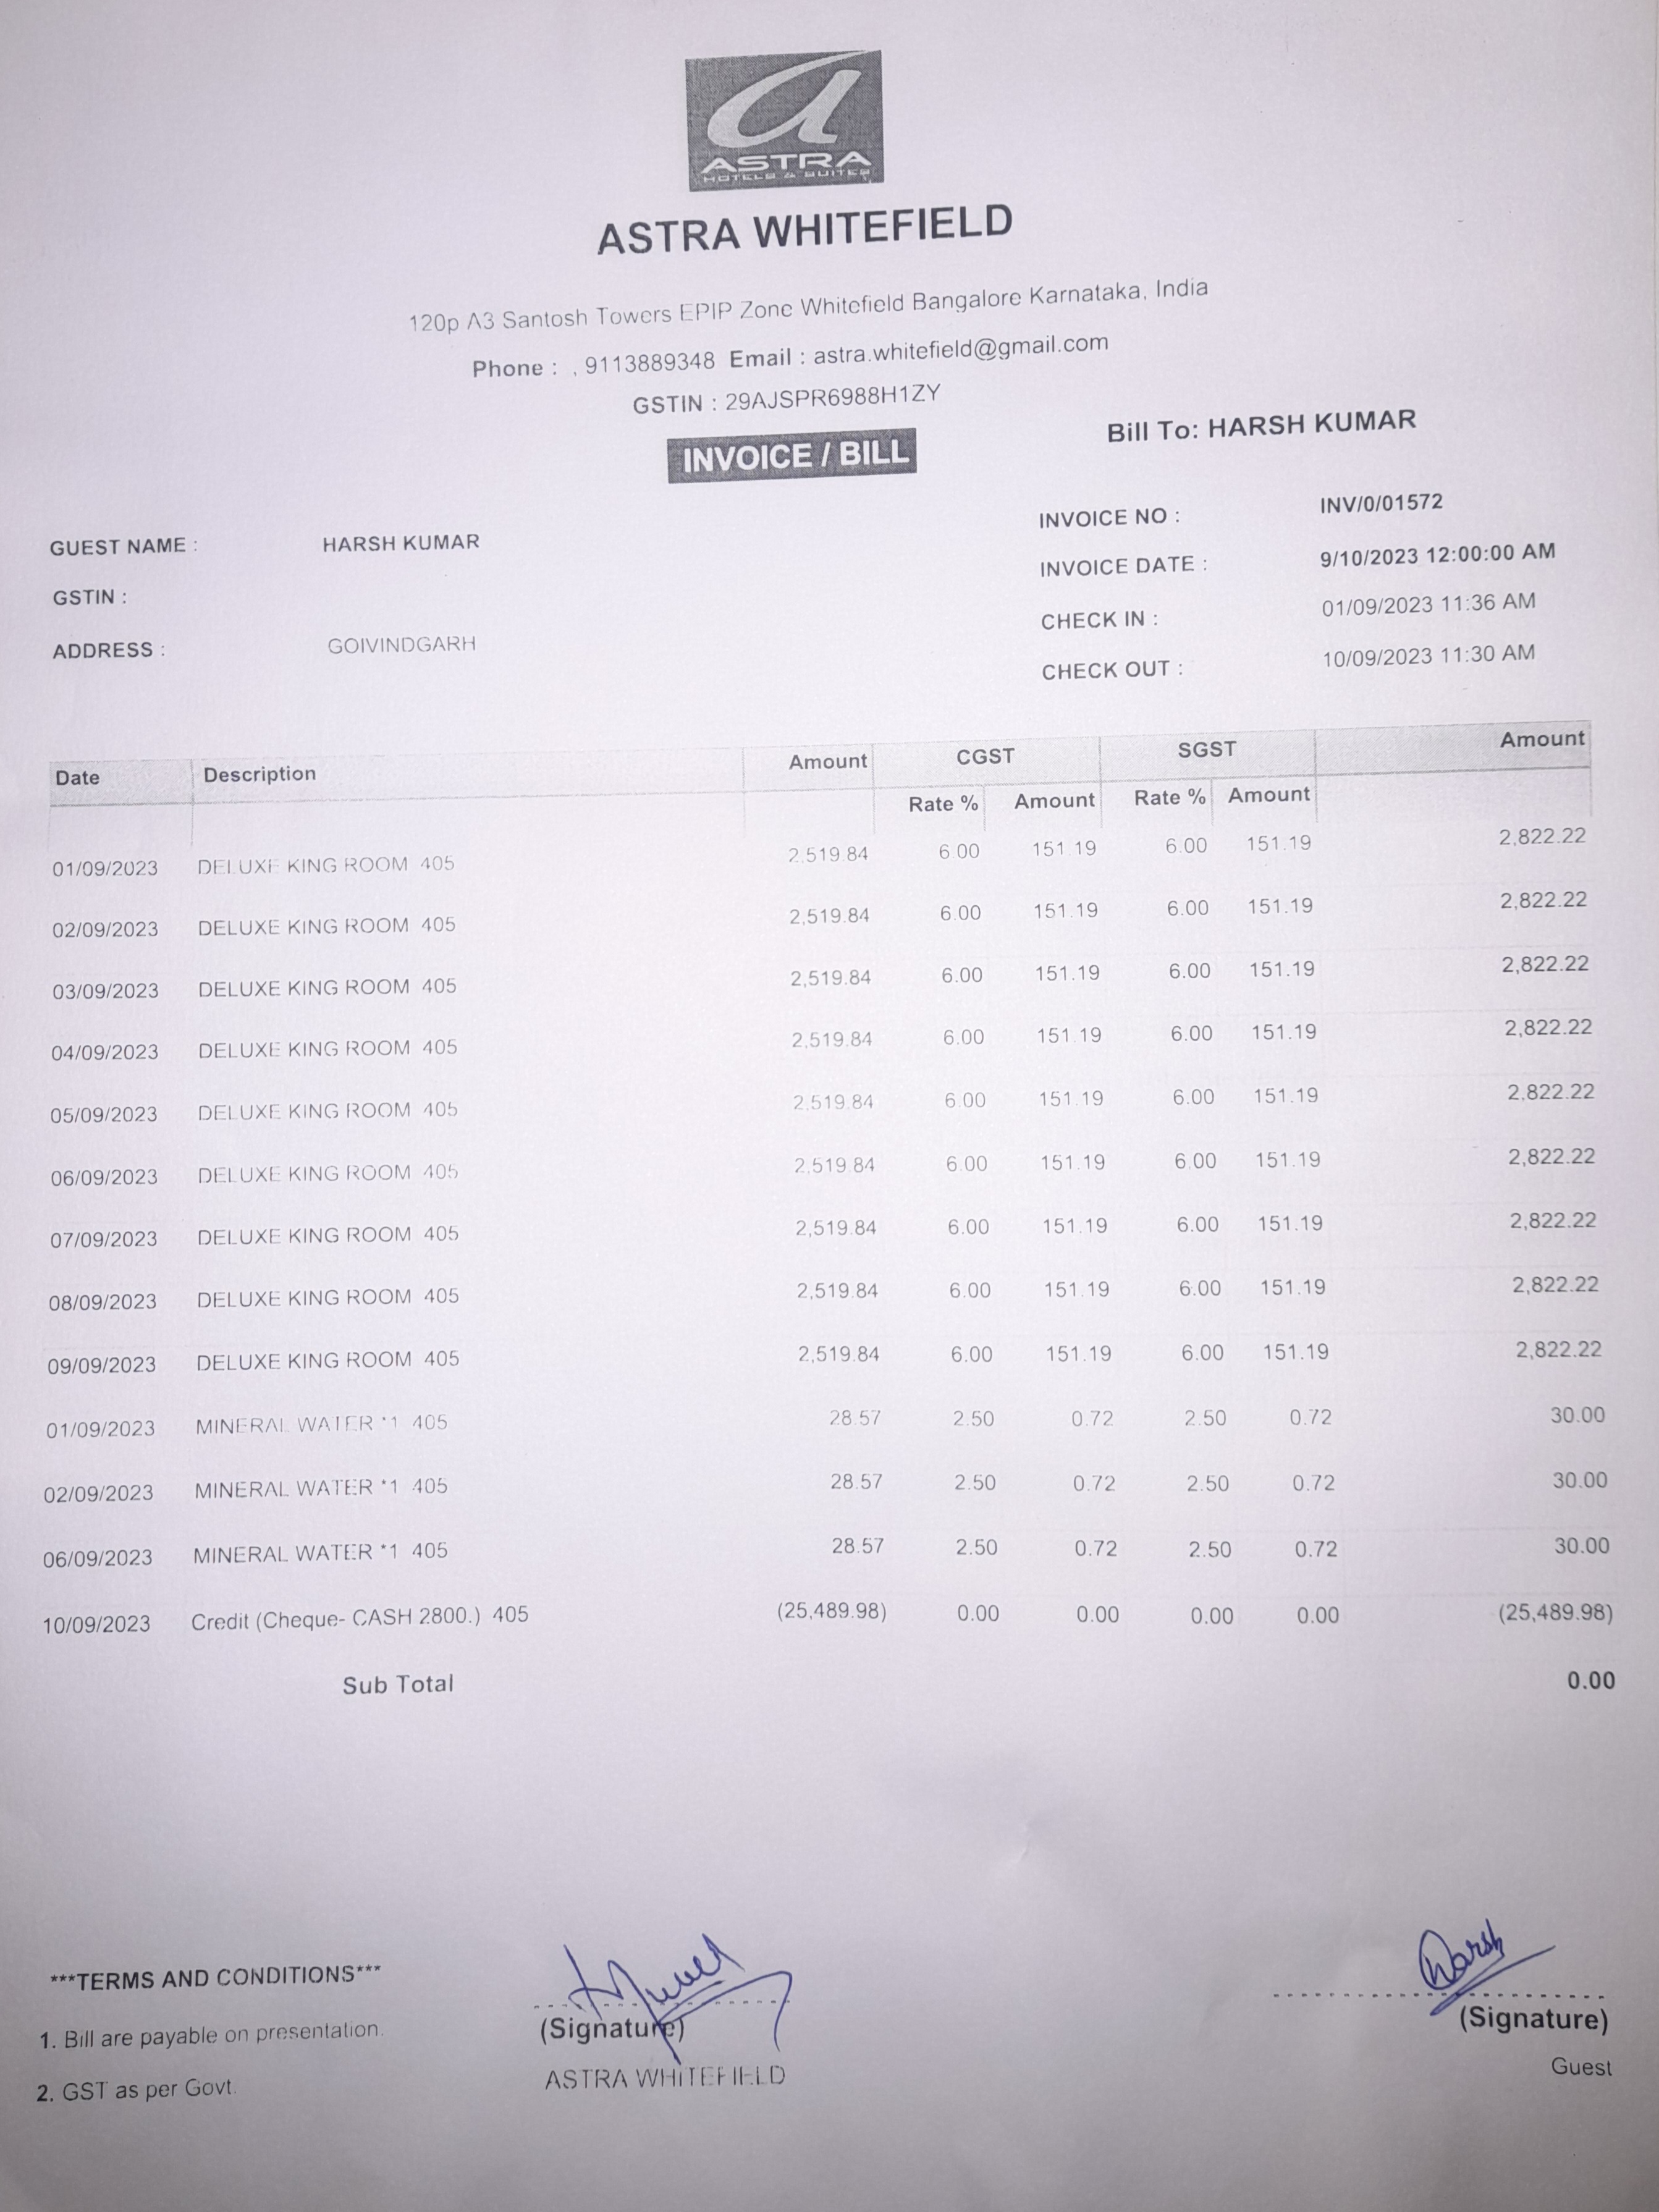 a
ASTRA
HOTELS & SUITES
ASTRA WHITEFIELD
120p A3 Santosh Towers EPIP Zone Whitefield Bangalore Karnataka, India
Phone : , 9113889348 Email : astra.whitefield@gmail.com
GSTIN : 29AJSPR6988H1ZY
INVOICE / BILL
Bill To: HARSH KUMAR
GUEST NAME : HARSH KUMAR
GSTIN :
ADDRESS : GOIVINDGARH
INVOICE NO : INV/0/01572
INVOICE DATE : 9/10/2023 12:00:00 AM
CHECK IN : 01/09/2023 11:36 AM
CHECK OUT : 10/09/2023 11:30 AM
Date Description Amount CGST SGST Amount
Rate % Amount Rate % Amount
01/09/2023 DELUXE KING ROOM 405 2,519.84 6.00 151.19 6.00 151.19 2,822.22
02/09/2023 DELUXE KING ROOM 405 2,519.84 6.00 151.19 6.00 151.19 2,822.22
03/09/2023 DELUXE KING ROOM 405 2,519.84 6.00 151.19 6.00 151.19 2,822.22
04/09/2023 DELUXE KING ROOM 405 2,519.84 6.00 151.19 6.00 151.19 2,822.22
05/09/2023 DELUXE KING ROOM 405 2,519.84 6.00 151.19 6.00 151.19 2,822.22
06/09/2023 DELUXE KING ROOM 405 2,519.84 6.00 151.19 6.00 151.19 2,822.22
07/09/2023 DELUXE KING ROOM 405 2,519.84 6.00 151.19 6.00 151.19 2,822.22
08/09/2023 DELUXE KING ROOM 405 2,519.84 6.00 151.19 6.00 151.19 2,822.22
09/09/2023 DELUXE KING ROOM 405 2,519.84 6.00 151.19 6.00 151.19 2,822.22
01/09/2023 MINERAL WATER *1 405 28.57 2.50 0.72 2.50 0.72 30.00
02/09/2023 MINERAL WATER *1 405 28.57 2.50 0.72 2.50 0.72 30.00
06/09/2023 MINERAL WATER *1 405 28.57 2.50 0.72 2.50 0.72 30.00
10/09/2023 Credit (Cheque- CASH 2800.) 405 (25,489.98) 0.00 0.00 0.00 0.00 (25,489.98)
Sub Total 0.00
***TERMS AND CONDITIONS***
1. Bill are payable on presentation.
2. GST as per Govt.
(Signature)
ASTRA WHITEFIELD
Harsh
(Signature)
Guest